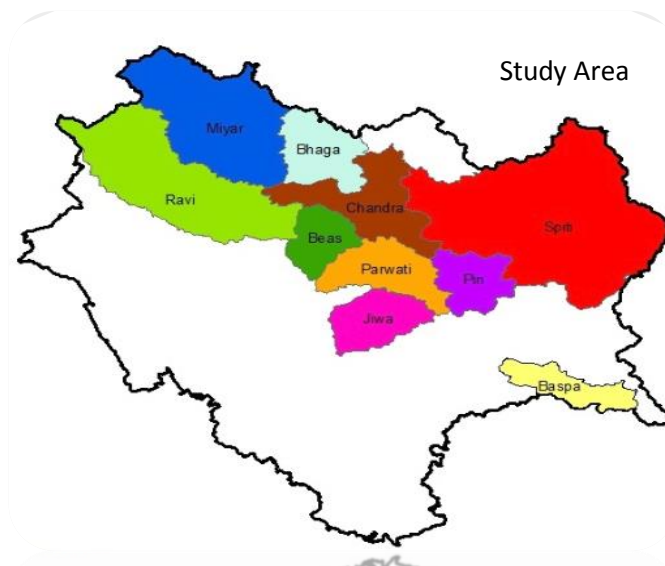 Study Area
Miyar
Bhaga
Ravi
Chandra
Beas
Spiti
Parwati
Pin
Jiwa
Baspa